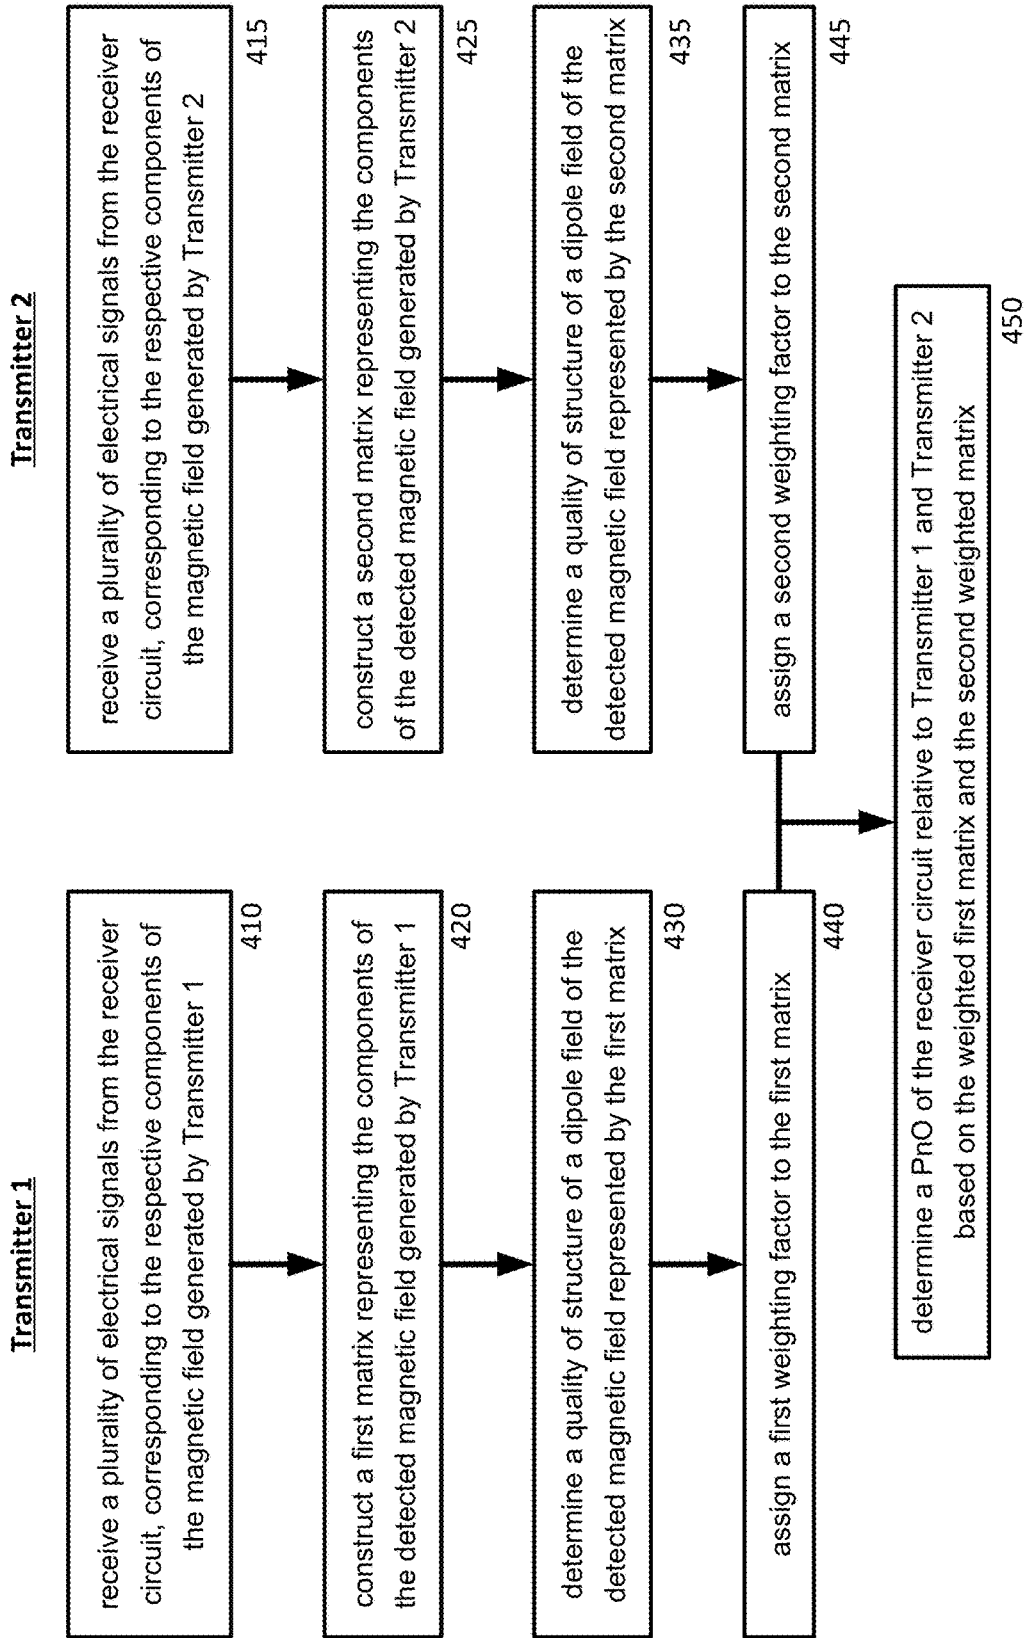 Transmitter 1
receive a plurality of electrical signals from the receiver
circuit, corresponding to the respective components of
the magnetic field generated by Transmitter 1
410
construct a first matrix representing the components of
the detected magnetic field generated by Transmitter 1
420
determine a quality of structure of a dipole field of the
detected magnetic field represented by the first matrix
430
assign a first weighting factor to the first matrix
440
Transmitter 2
receive a plurality of electrical signals from the receiver
circuit, corresponding to the respective components of
the magnetic field generated by Transmitter 2
415
construct a second matrix representing the components
of the detected magnetic field generated by Transmitter 2
425
determine a quality of structure of a dipole field of the
detected magnetic field represented by the second matrix
435
assign a second weighting factor to the second matrix
445
determine a PnO of the receiver circuit relative to Transmitter 1 and Transmitter 2
based on the weighted first matrix and the second weighted matrix
450